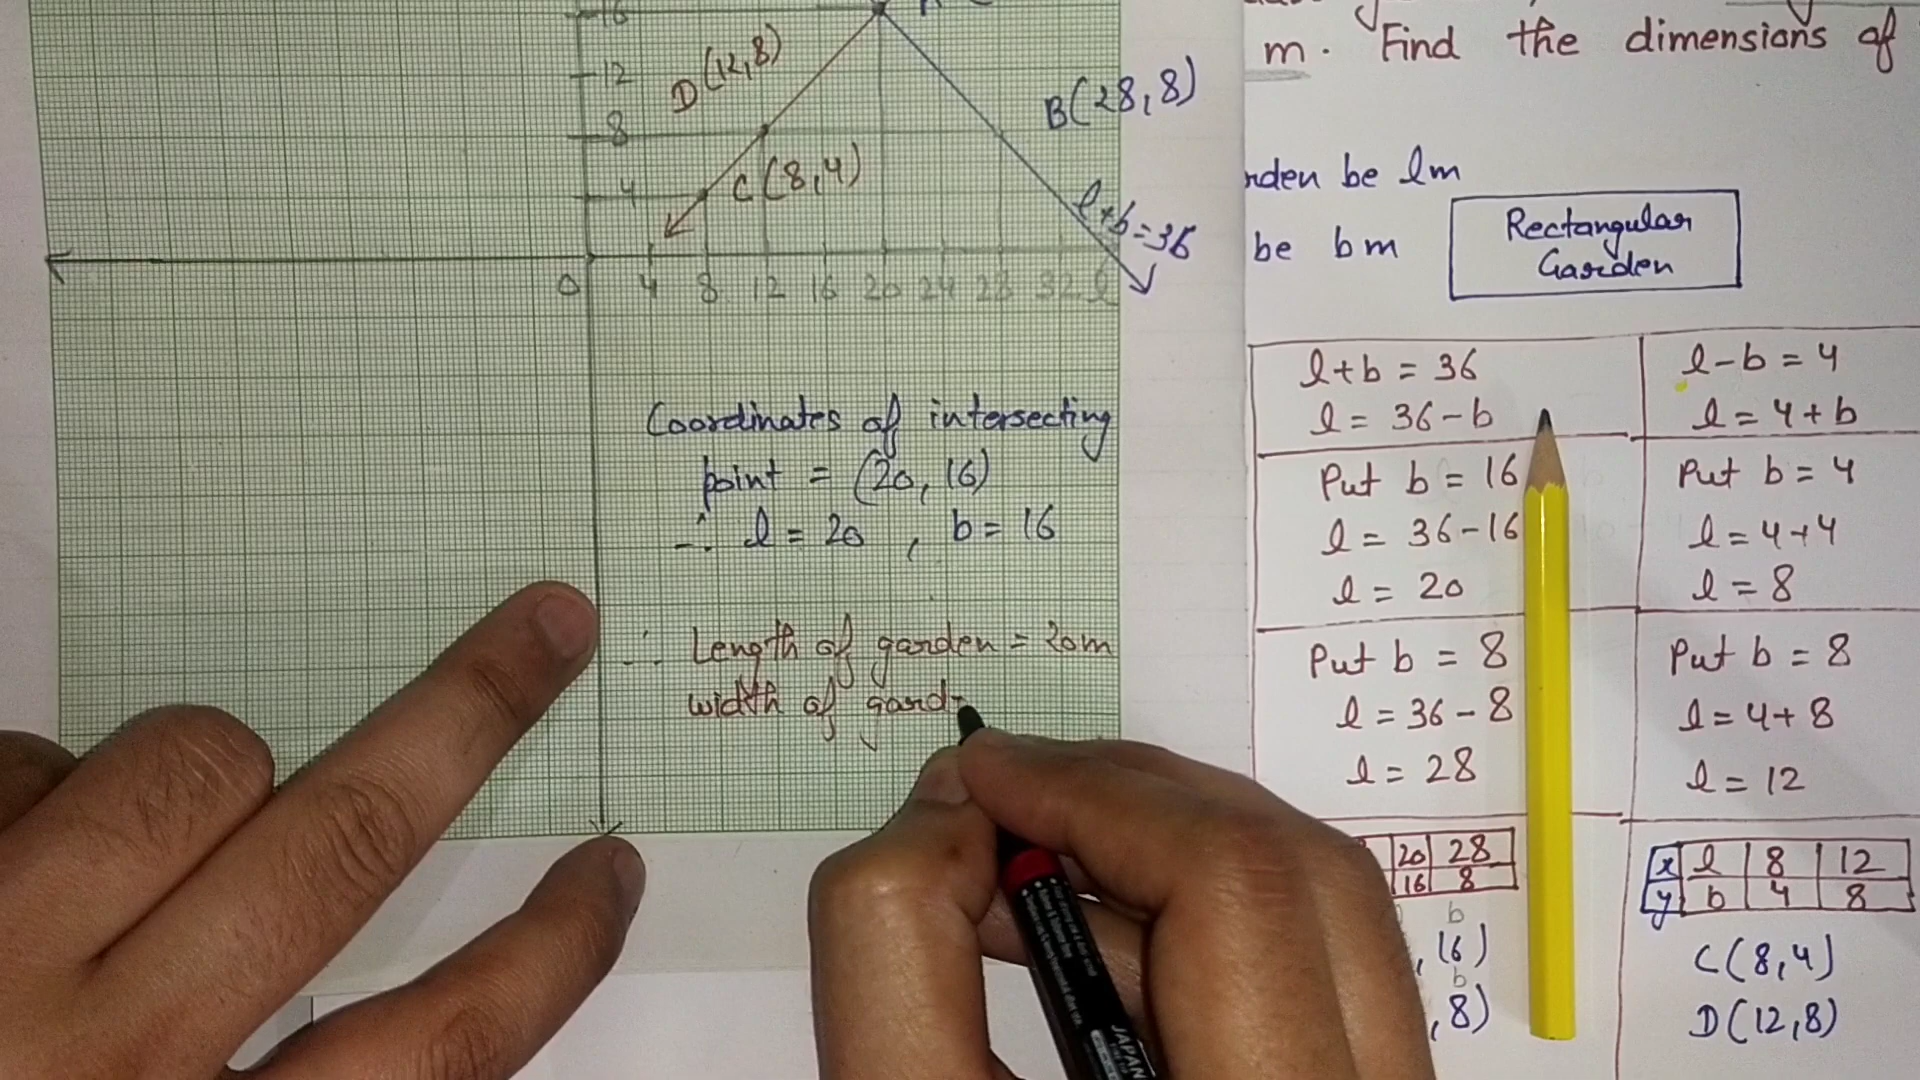 16
12
8
4
D(12,8)
C(8,4)
B(28,8)
l+b=36
0 4 8 12 16 20 24 28 32 l
Coordinates of intersecting
point = (20, 16)
∴ l = 20 , b = 16
∴ Length of garden = 20m
width of gard
m. Find the dimensions of
rden be lm
be bm
Rectangular
Garden
l+b = 36
l = 36-b
Put b = 16
l = 36-16
l = 20
Put b = 8
l = 36-8
l = 28
20 28
16 8
b
, 16)
b
, 8)
l-b = 4
l = 4+b
Put b = 4
l = 4+4
l = 8
Put b = 8
l = 4+8
l = 12
x l 8 12
y b 4 8
C(8,4)
D(12,8)
JAPAN